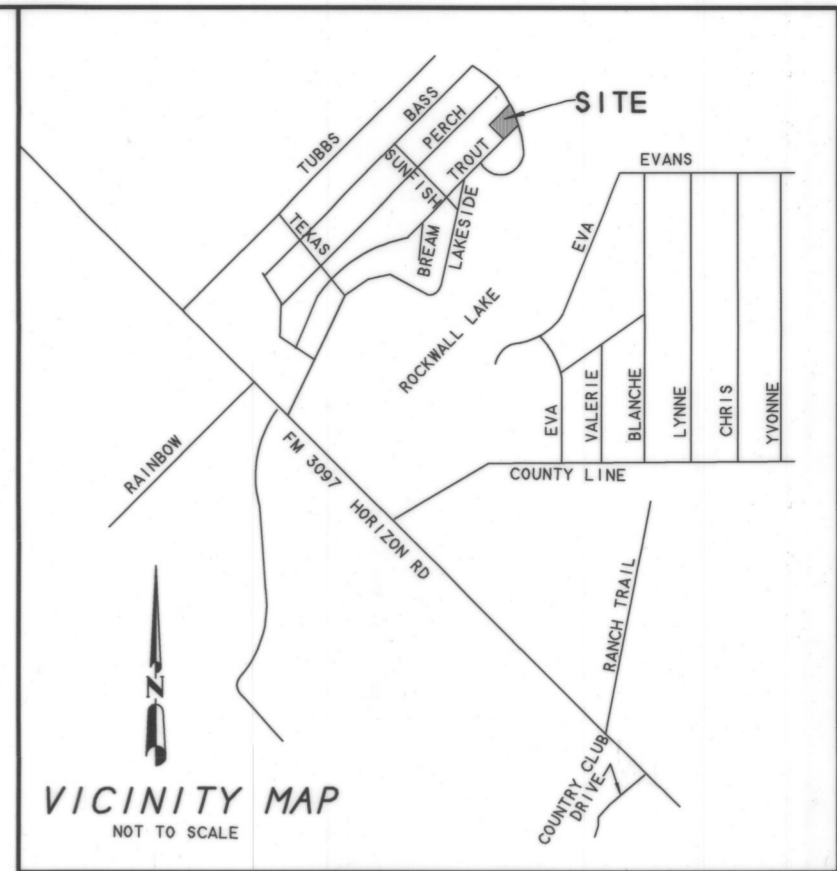 SITE
TUBBS
BASS
PERCH
SUNFISH
TROUT
TEXAS
BREAM
LAKESIDE
EVANS
EVA
ROCKWALL LAKE
EVA
VALERIE
BLANCHE
LYNNE
CHRIS
YVONNE
RAINBOW
FM 3097 HORIZON RD
COUNTY LINE
RANCH TRAIL
COUNTRY CLUB
DRIVE
N
VICINITY MAP
NOT TO SCALE